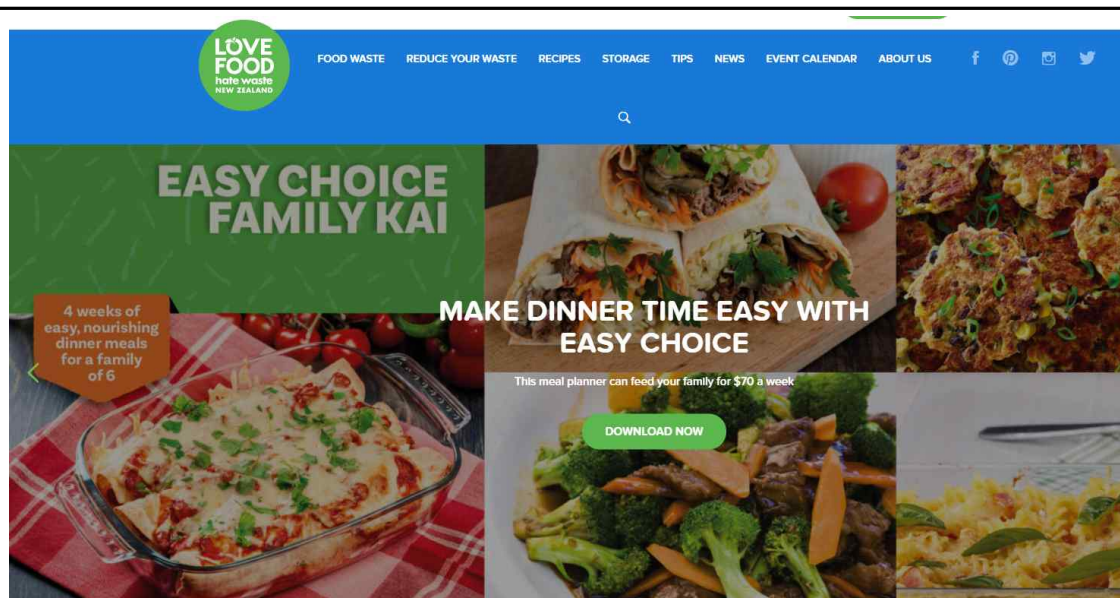 LOVE
FOOD
hate waste
NEW ZEALAND
FOOD WASTE REDUCE YOUR WASTE RECIPES STORAGE TIPS NEWS EVENT CALENDAR ABOUT US
EASY CHOICE
FAMILY KAI
4 weeks of
easy, nourishing
dinner meals
for a family
of 6
MAKE DINNER TIME EASY WITH
EASY CHOICE
This meal planner can feed your family for $70 a week
DOWNLOAD NOW